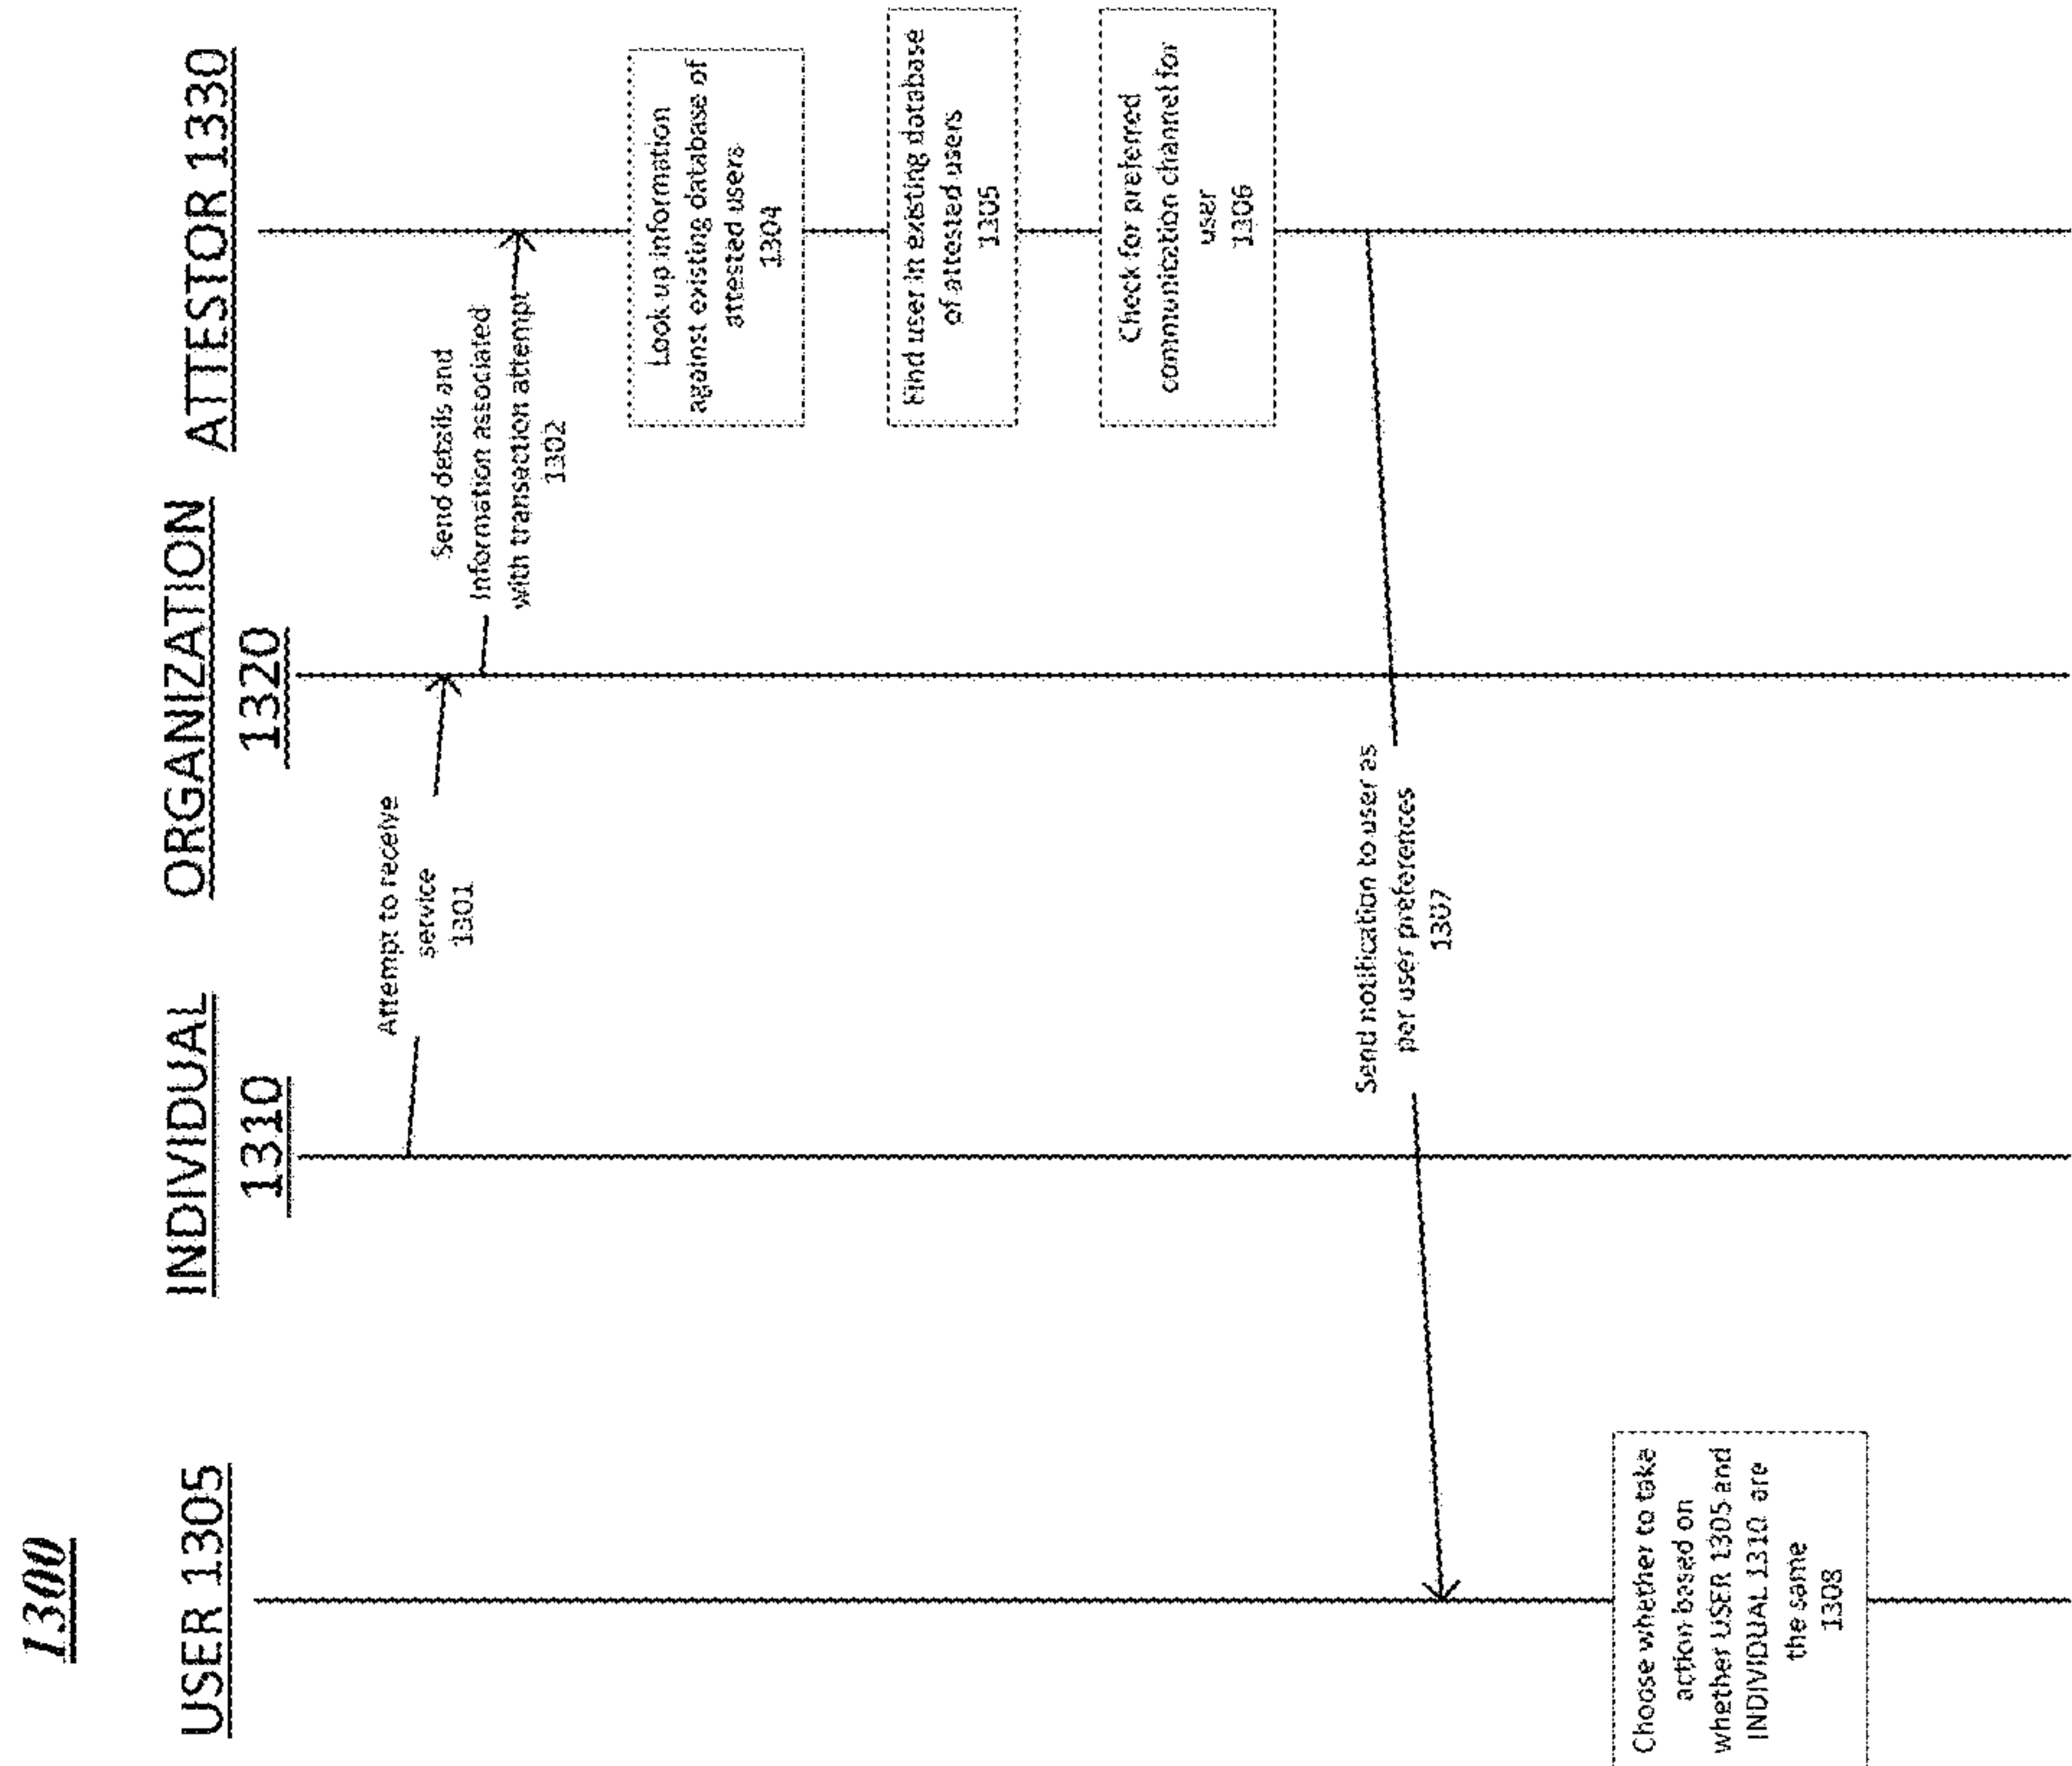 1300
USER 1305
INDIVIDUAL
1310
ORGANIZATION
1320
ATTESTOR 1330
Attempt to receive
service
1301
Send details and
Information associated
with transaction attempt
1302
Look up information
against existing database of
attested users
1304
Find user in existing database
of attested users
1305
Check for preferred
communication channel for
user
1306
Send notification to user as
per user preferences
1307
Choose whether to take
action based on
whether USER 1305 and
INDIVIDUAL 1310 are
the same
1308